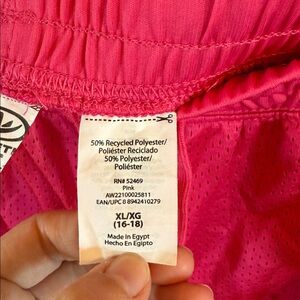 50% Recycled Polyester/
Poliéster Reciclado
50% Polyester/
Poliéster
RN# 52469
Pink
AW22100025811
EAN/UPC 8 8942410279
XL/XG
(16-18)
Made In Egypt
Hecho En Egipto